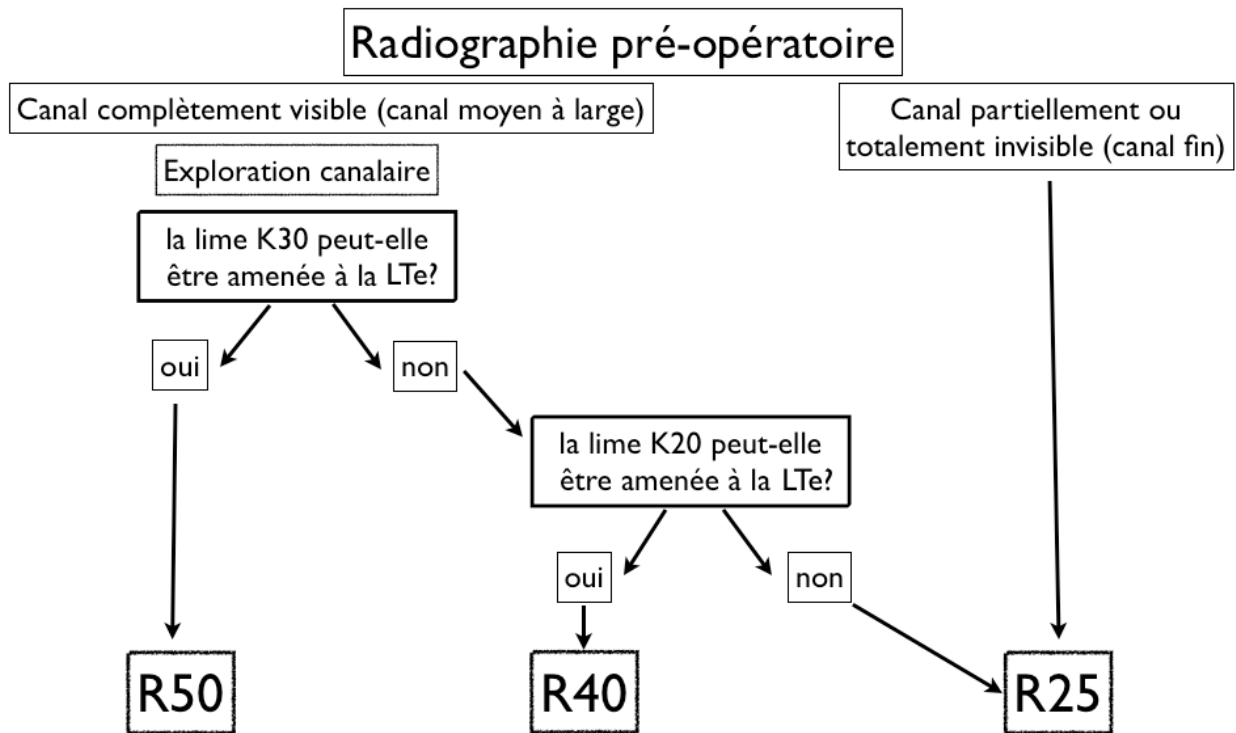 Radiographie pré-opératoire
Canal complètement visible (canal moyen à large)
Canal partiellement ou
totalement invisible (canal fin)
Exploration canalaire
la lime K30 peut-elle
être amenée à la LTe?
oui
non
la lime K20 peut-elle
être amenée à la LTe?
oui
non
R50
R40
R25